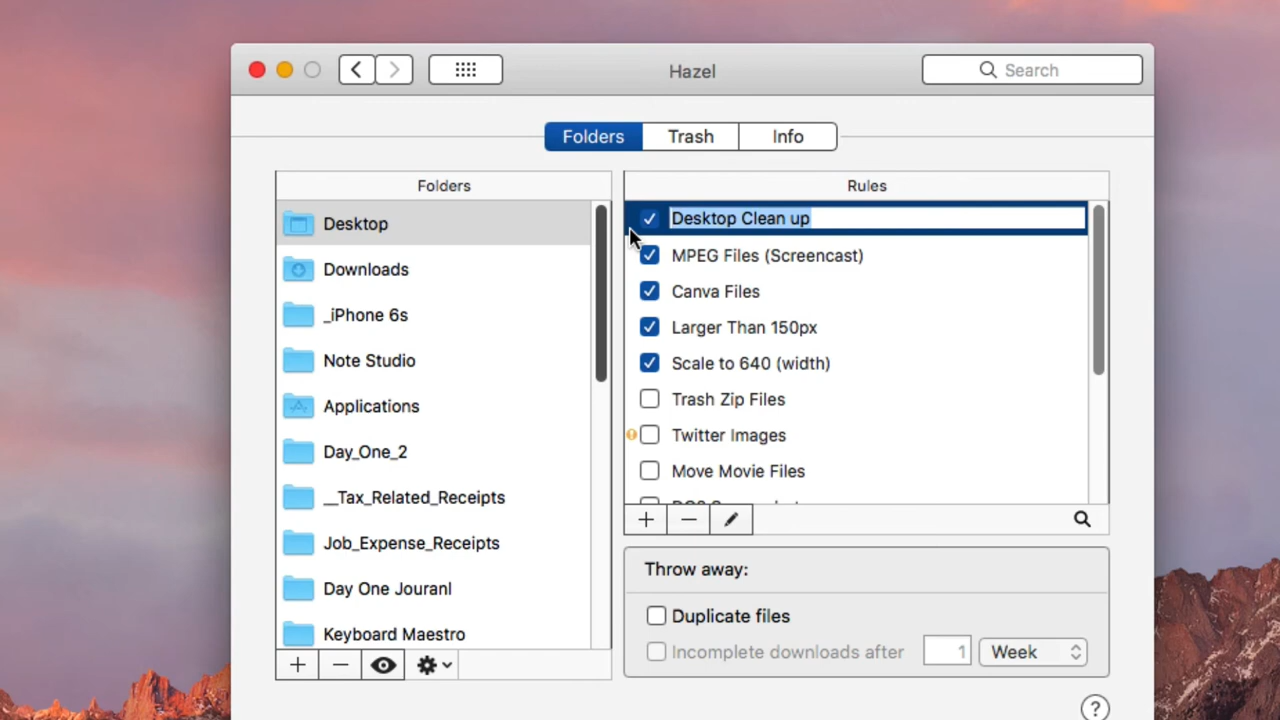 Hazel
Search
Folders
Trash
Info
Folders
Desktop
Downloads
_iPhone 6s
Note Studio
Applications
Day_One_2
__Tax_Related_Receipts
Job_Expense_Receipts
Day One Jouranl
Keyboard Maestro
Rules
Desktop Clean up
MPEG Files (Screencast)
Canva Files
Larger Than 150px
Scale to 640 (width)
Trash Zip Files
Twitter Images
Move Movie Files
Throw away:
Duplicate files
Incomplete downloads after 1 Week
?